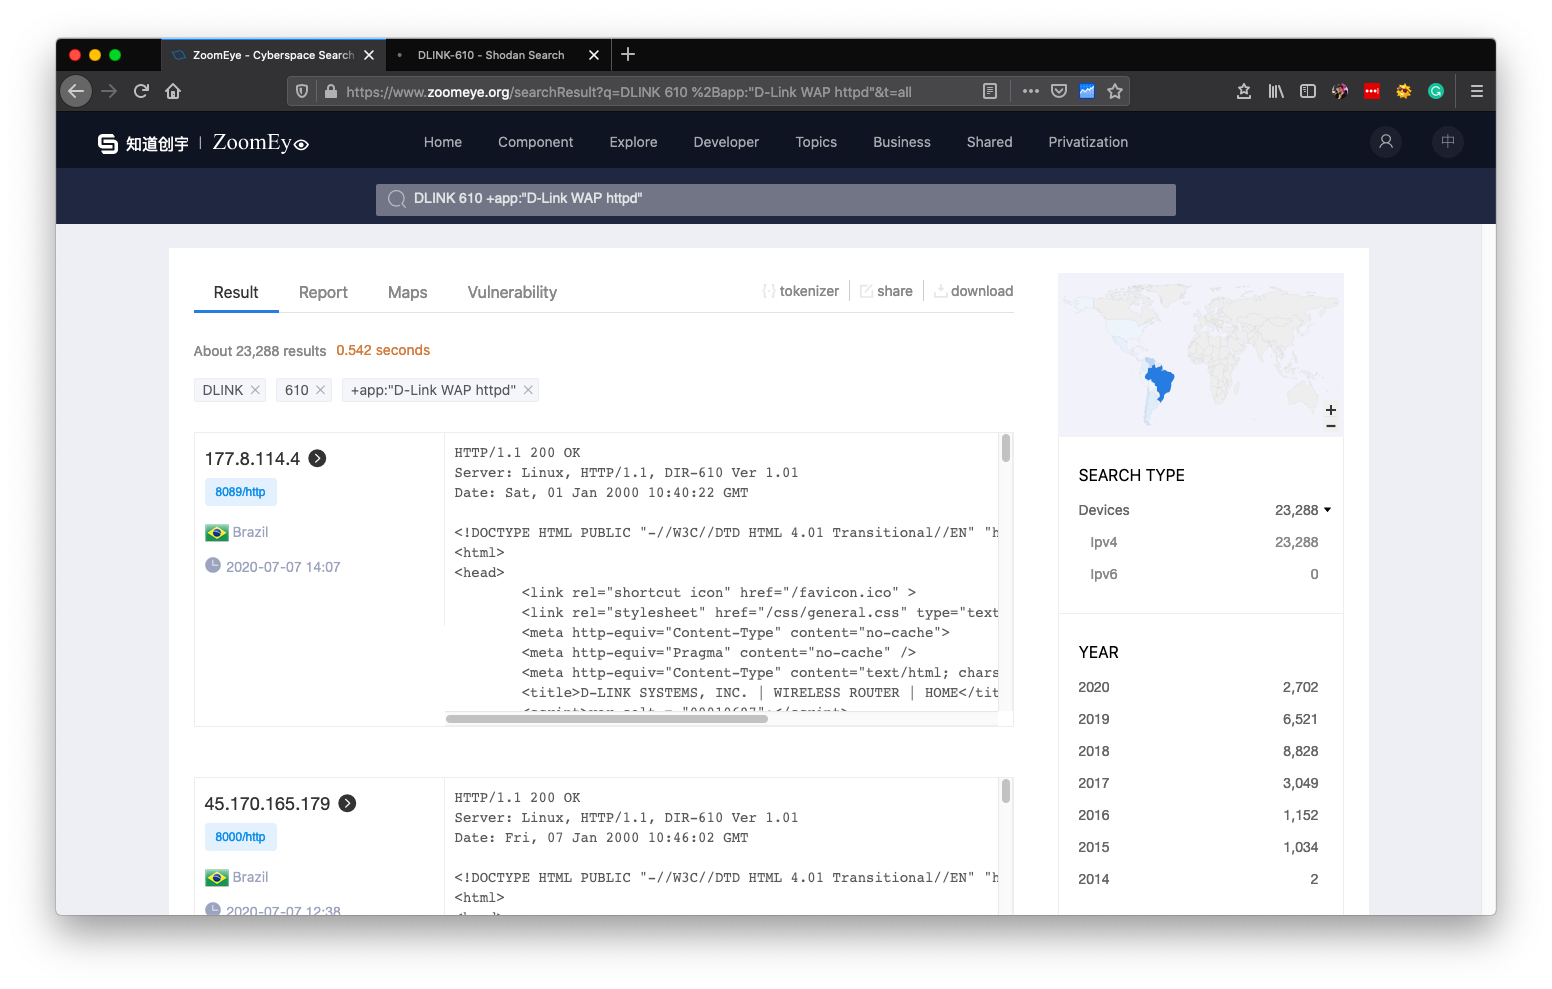 ZoomEye - Cyberspace Search
DLINK-610 - Shodan Search
https://www.zoomeye.org/searchResult?q=DLINK 610 %2Bapp:"D-Link WAP httpd"&t=all
知道创宇 | ZoomEye
Home
Component
Explore
Developer
Topics
Business
Shared
Privatization
中
DLINK 610 +app:"D-Link WAP httpd"
Result
Report
Maps
Vulnerability
tokenizer
share
download
About 23,288 results 0.542 seconds
DLINK
610
+app:"D-Link WAP httpd"
177.8.114.4
8089/http
Brazil
2020-07-07 14:07
HTTP/1.1 200 OK
Server: Linux, HTTP/1.1, DIR-610 Ver 1.01
Date: Sat, 01 Jan 2000 10:40:22 GMT
<!DOCTYPE HTML PUBLIC "-//W3C//DTD HTML 4.01 Transitional//EN" "h
<html>
<head>
<link rel="shortcut icon" href="/favicon.ico" >
<link rel="stylesheet" href="/css/general.css" type="text
<meta http-equiv="Content-Type" content="no-cache">
<meta http-equiv="Pragma" content="no-cache" />
<meta http-equiv="Content-Type" content="text/html; chars
<title>D-LINK SYSTEMS, INC. | WIRELESS ROUTER | HOME</tit
45.170.165.179
8000/http
Brazil
2020-07-07 12:38
HTTP/1.1 200 OK
Server: Linux, HTTP/1.1, DIR-610 Ver 1.01
Date: Fri, 07 Jan 2000 10:46:02 GMT
<!DOCTYPE HTML PUBLIC "-//W3C//DTD HTML 4.01 Transitional//EN" "h
<html>
+
−
SEARCH TYPE
Devices 23,288
Ipv4 23,288
Ipv6 0
YEAR
2020 2,702
2019 6,521
2018 8,828
2017 3,049
2016 1,152
2015 1,034
2014 2